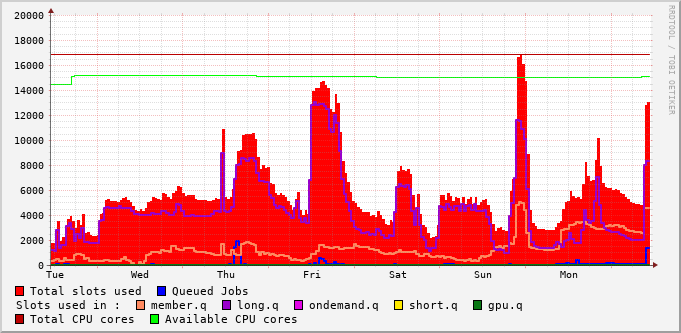 20000
18000
16000
14000
12000
10000
8000
6000
4000
2000
0
Tue Wed Thu Fri Sat Sun Mon
RRDTOOL / TOBI OETIKER
Total slots used Queued Jobs
Slots used in : member.q long.q ondemand.q short.q gpu.q
Total CPU cores Available CPU cores